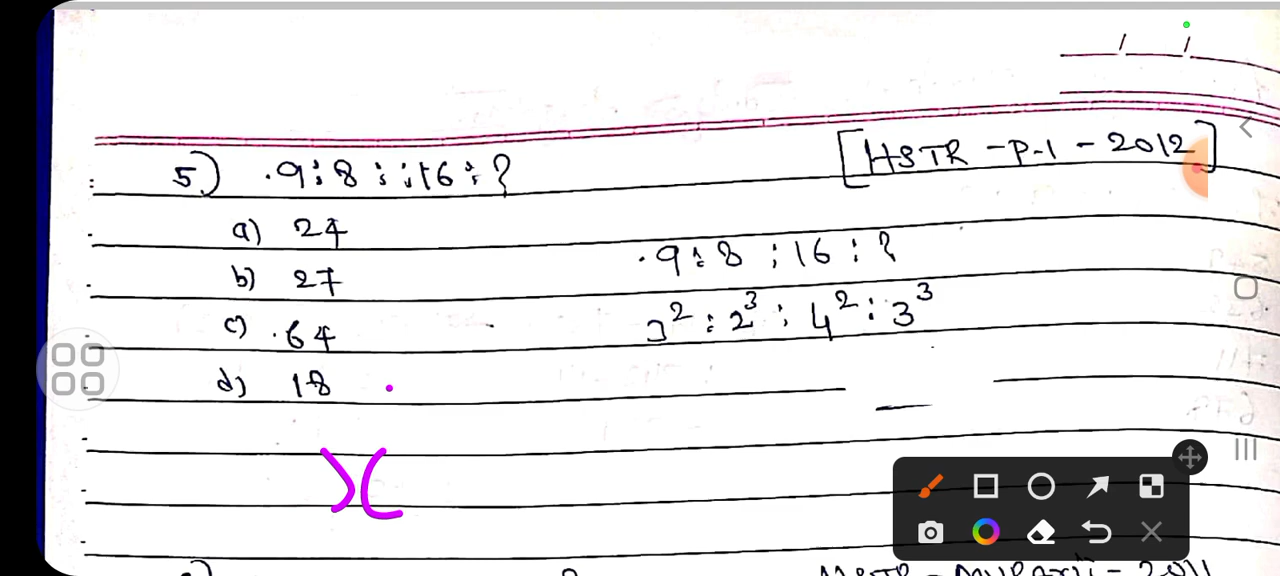 [HSTR - P-1 - 2012]
5) .9:8::16:?
a) 24
b) 27
c) .64
d) 18
.9:8:16:?
3²:2³:4²:3³
x